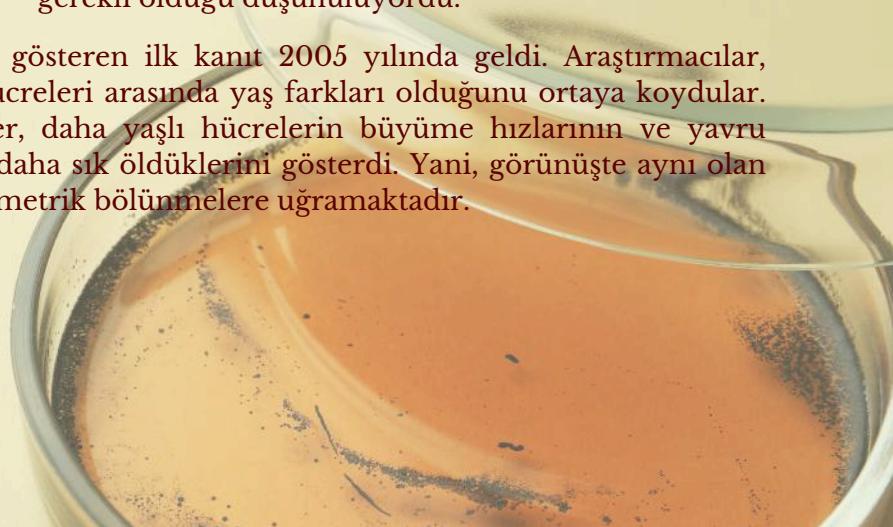 gerekli olduğu düşünülüyordu.
gösteren ilk kanıt 2005 yılında geldi. Araştırmacılar,
ücreleri arasında yaş farkları olduğunu ortaya koydular.
er, daha yaşlı hücrelerin büyüme hızlarının ve yavru
daha sık öldüklerini gösterdi. Yani, görünüşte aynı olan
metrik bölünmelere uğramaktadır.